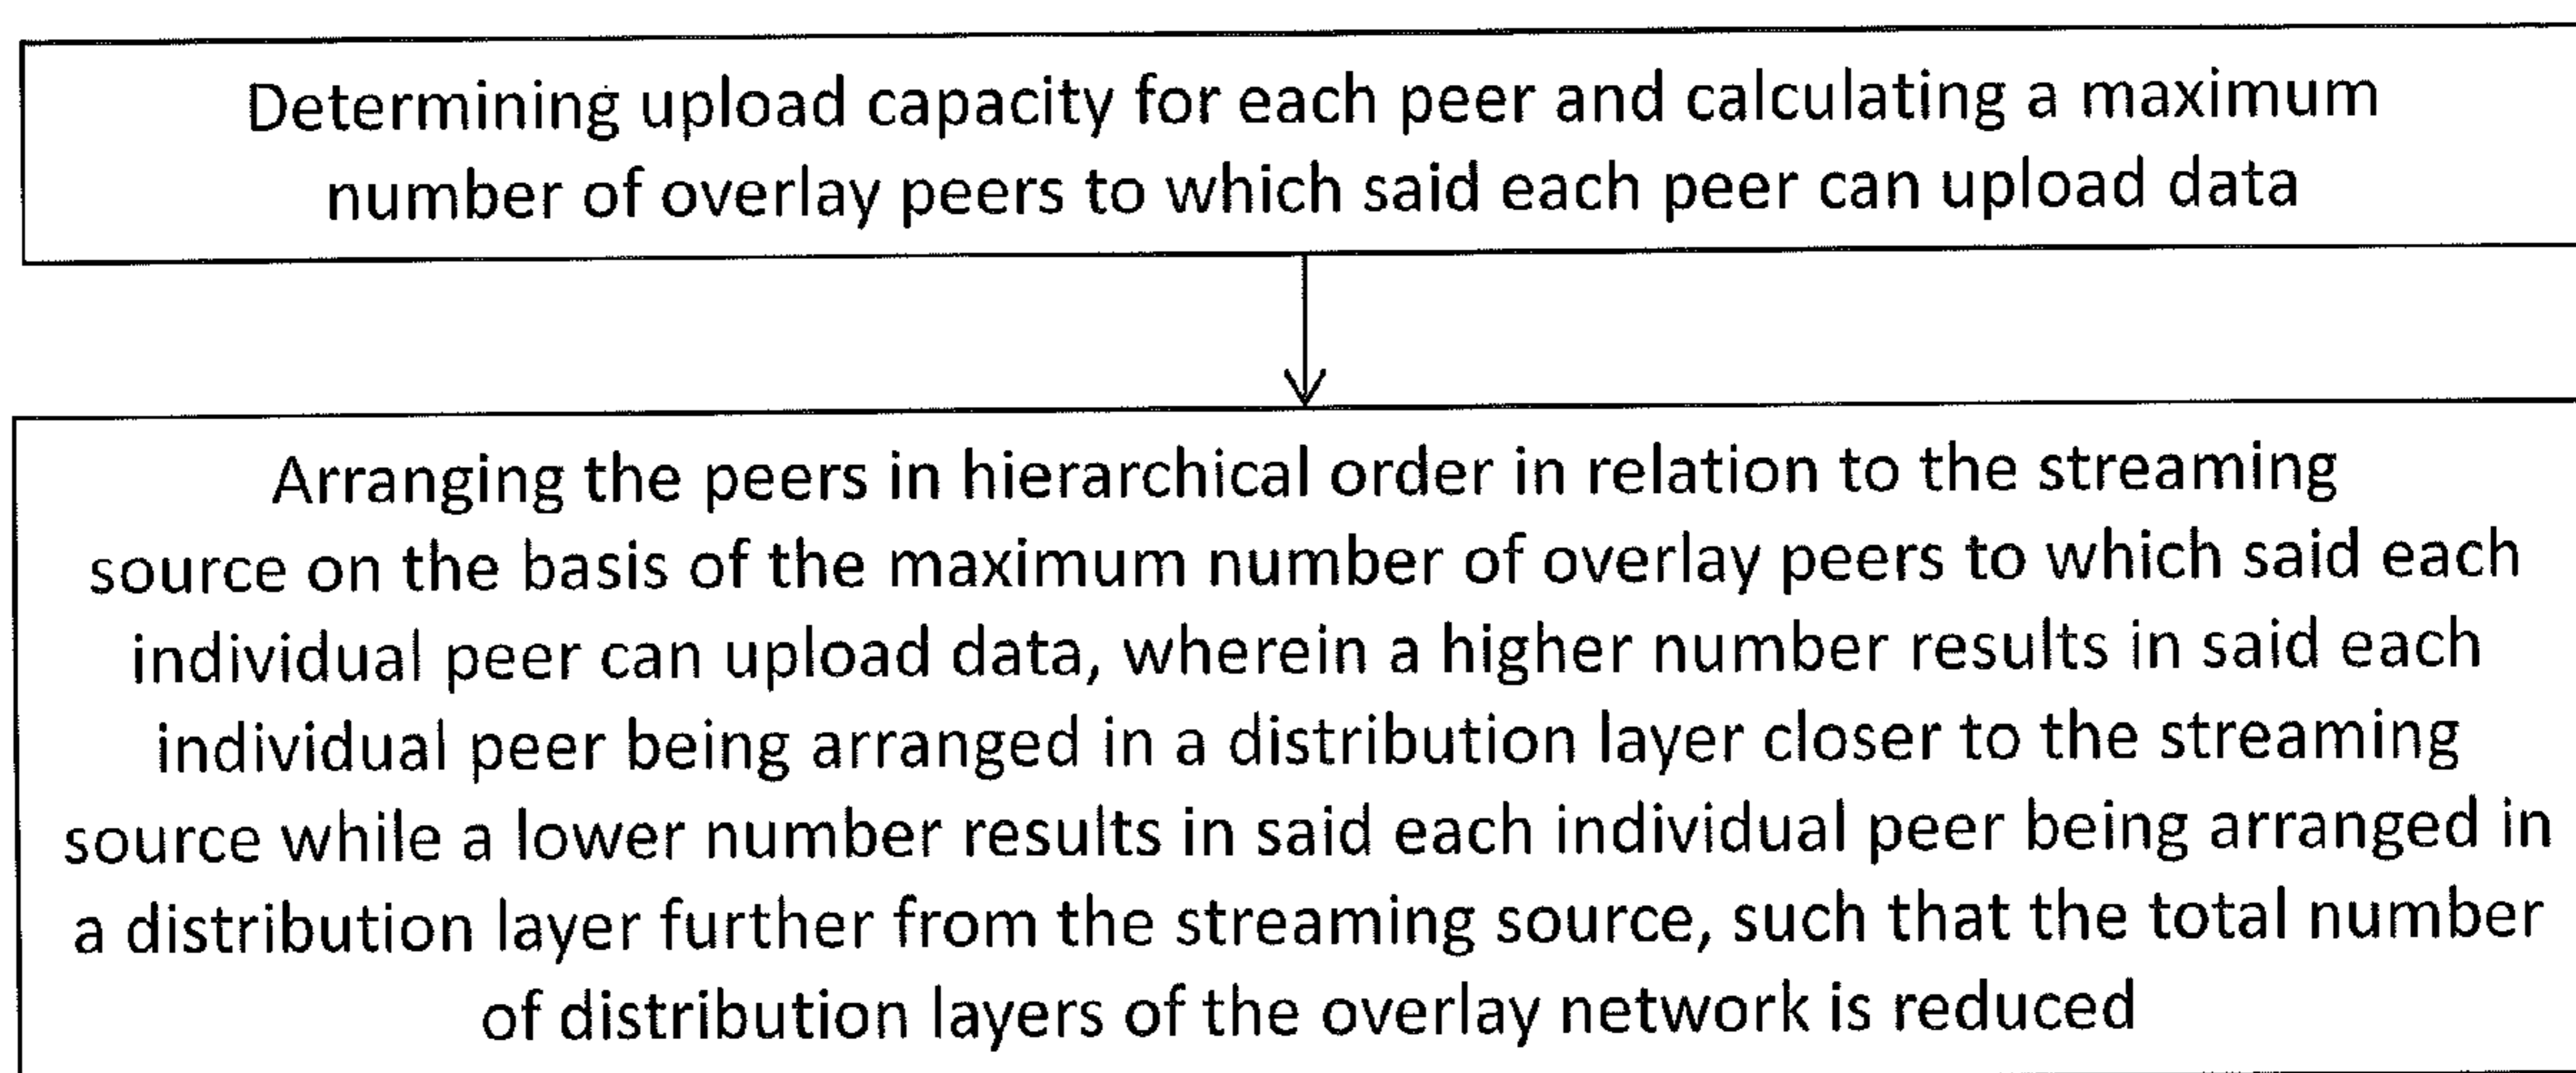 Determining upload capacity for each peer and calculating a maximum
number of overlay peers to which said each peer can upload data
Arranging the peers in hierarchical order in relation to the streaming
source on the basis of the maximum number of overlay peers to which said each
individual peer can upload data, wherein a higher number results in said each
individual peer being arranged in a distribution layer closer to the streaming
source while a lower number results in said each individual peer being arranged in
a distribution layer further from the streaming source, such that the total number
of distribution layers of the overlay network is reduced